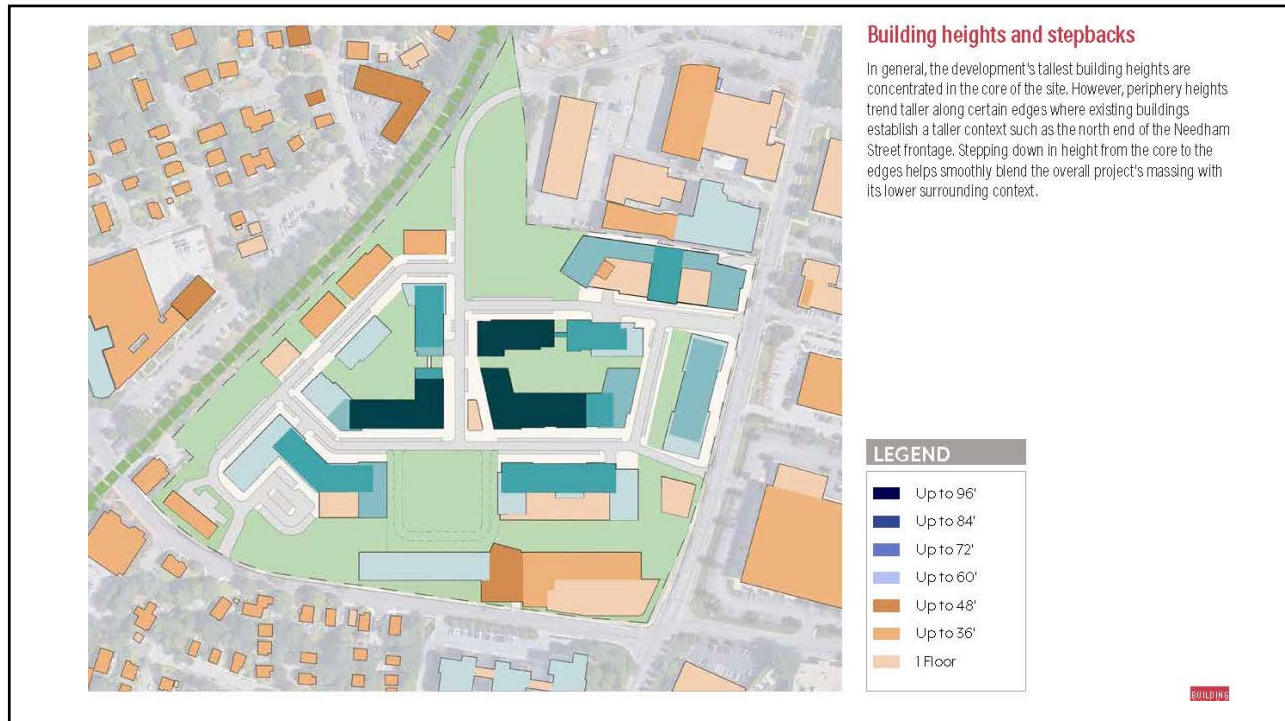 Building heights and stepbacks
In general, the development's tallest building heights are
concentrated in the core of the site. However, periphery heights
trend taller along certain edges where existing buildings
establish a taller context such as the north end of the Needham
Street frontage. Stepping down in height from the core to the
edges helps smoothly blend the overall project's massing with
its lower surrounding context.
LEGEND
Up to 96'
Up to 84'
Up to 72'
Up to 60'
Up to 48'
Up to 36'
1 Floor
BUILDING